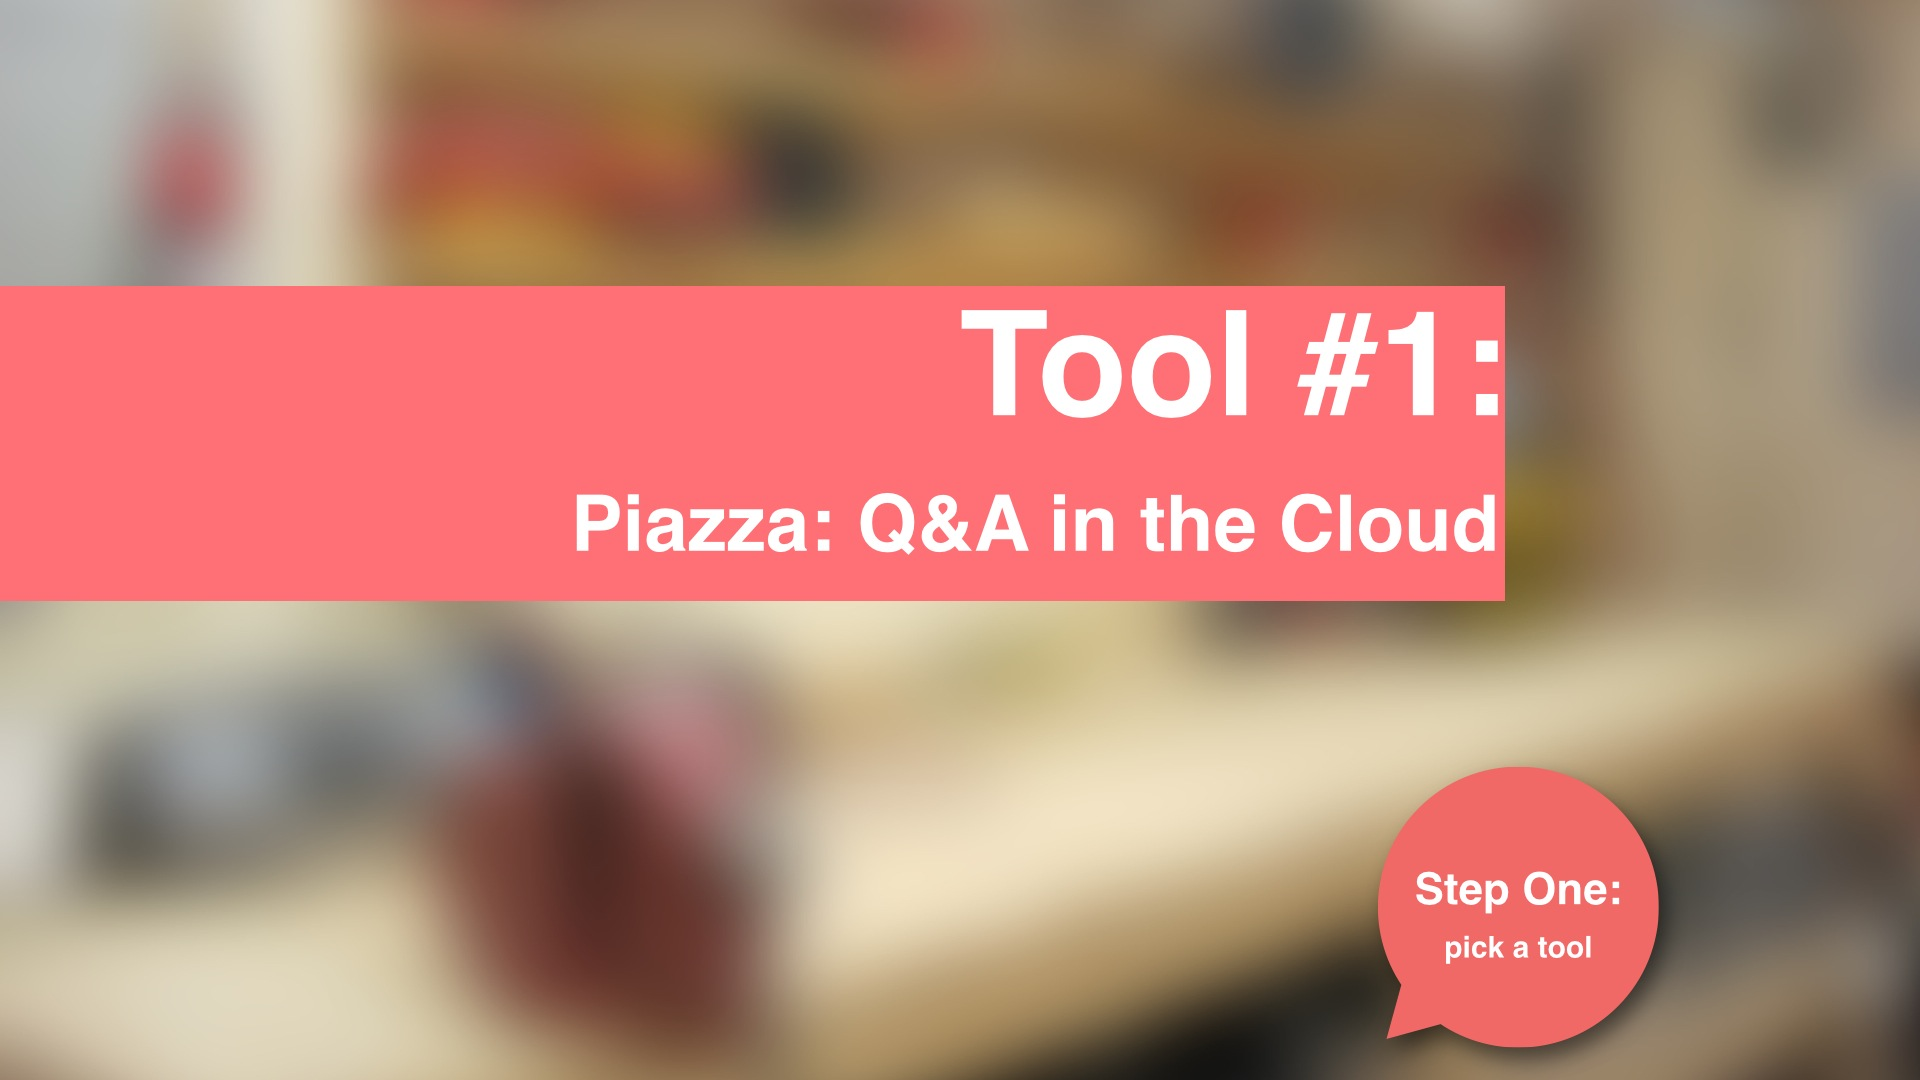 Tool #1:
Piazza: Q&A in the Cloud
Step One:
pick a tool